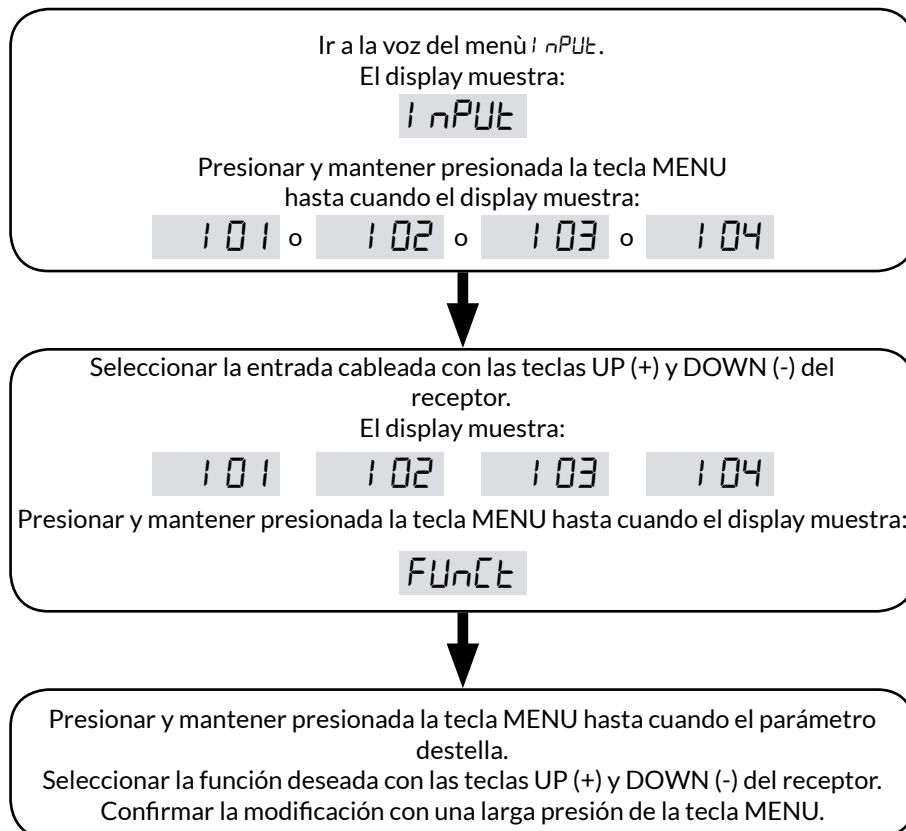 Ir a la voz del menù I nPUt.
El display muestra:
I nPUt
Presionar y mantener presionada la tecla MENU
hasta cuando el display muestra:
I 01 o I 02 o I 03 o I 04
Seleccionar la entrada cableada con las teclas UP (+) y DOWN (-) del
receptor.
El display muestra:
I 01 I 02 I 03 I 04
Presionar y mantener presionada la tecla MENU hasta cuando el display muestra:
FUnCt
Presionar y mantener presionada la tecla MENU hasta cuando el parámetro
destella.
Seleccionar la función deseada con las teclas UP (+) y DOWN (-) del receptor.
Confirmar la modificación con una larga presión de la tecla MENU.